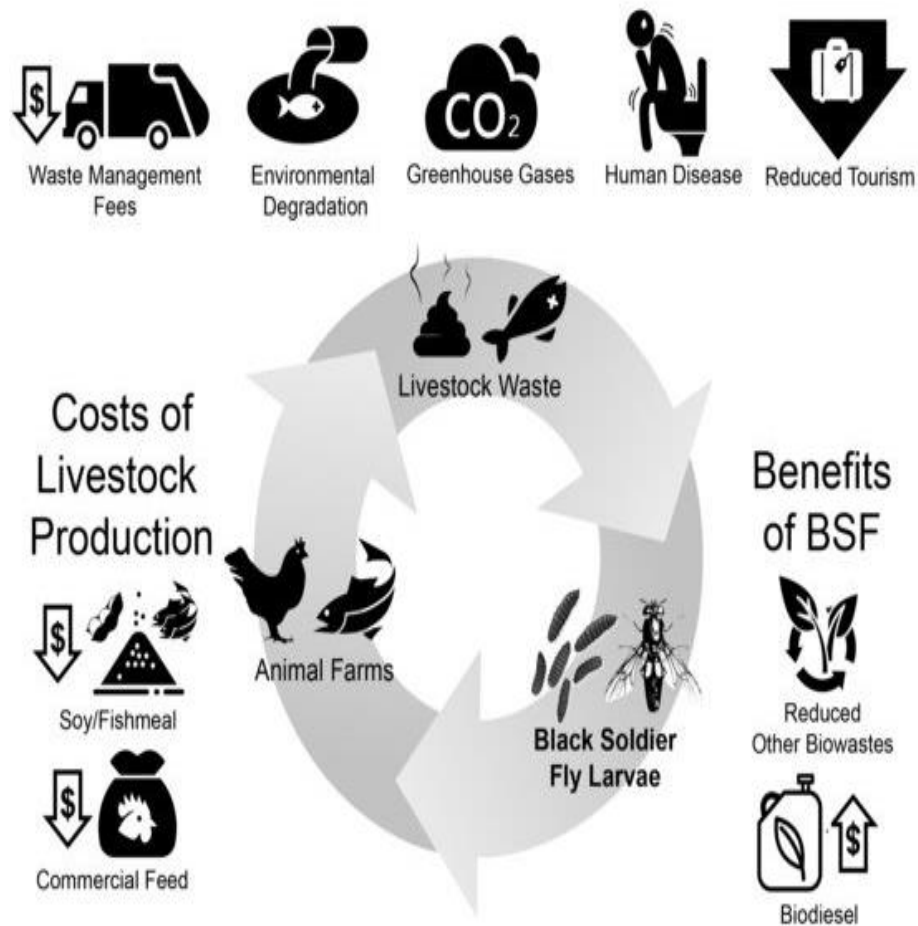 $
Waste Management
Fees
Environmental
Degradation
CO2
Greenhouse Gases
Human Disease
Reduced Tourism
Livestock Waste
Costs of
Livestock
Production
$
Soy/Fishmeal
$
Commercial Feed
Animal Farms
Black Soldier
Fly Larvae
Benefits
of BSF
Reduced
Other Biowastes
$
Biodiesel